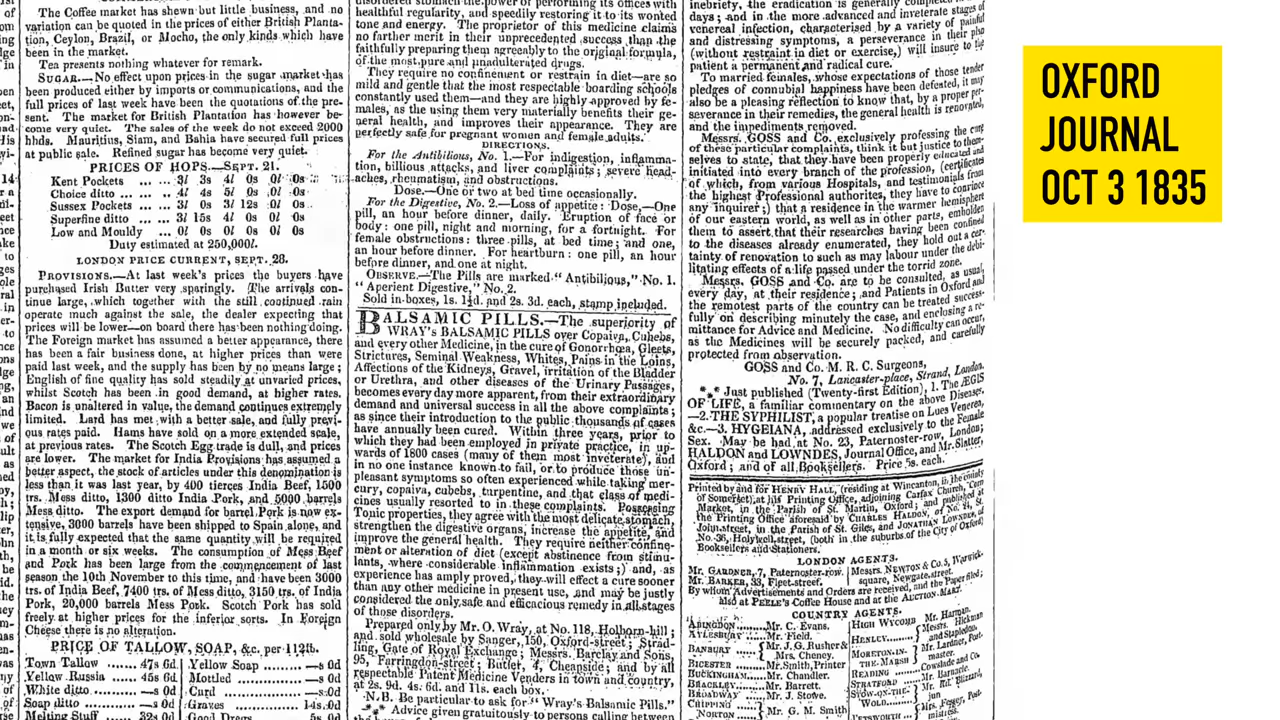 The Coffee market has shewn but little business, and no
variation can be quoted in the prices of either British Planta-
tion, Ceylon, Brazil, or Mocho, the only kinds which have
been in the market.
Tea presents nothing whatever for remark.
SUGAR.—No effect upon prices in the sugar market has
been produced either by imports or communications, and the
full prices of last week have been the quotations of the pre-
sent. The market for British Plantation has however be-
come very quiet. The sales of the week do not exceed 2000
hhds. Mauritius, Siam, and Bahia have secured full prices
at public sale. Refined sugar has become very quiet.
PRICES OF HOPS.—SEPT. 21.
Kent Pockets ... ... 3l 3s 4l 0s 0l 0s
Choice ditto ... ... 4l 4s 5l 0s 0l 0s
Sussex Pockets ... ... 3l 0s 3l 12s 0l 0s
Superfine ditto ... ... 3l 15s 4l 0s 0l 0s
Low and Mouldy ... ... 0l 0s 0l 0s 0l 0s
Duty estimated at 250,000l.
LONDON PRICE CURRENT, SEPT. 28.
PROVISIONS.—At last week's prices the buyers have
purchased Irish Butter very sparingly. The arrivals con-
tinue large, which together with the still continued rain
operate much against the sale, the dealer expecting that
prices will be lower—on board there has been nothing doing.
The Foreign market has assumed a better appearance, there
has been a fair business done, at higher prices than were
paid last week, and the supply has been by no means large;
English of fine quality has sold steadily at unvaried prices,
whilst Scotch has been in good demand, at higher rates.
Bacon is unaltered in value, the demand continues extremely
limited. Lard has met with a better sale, and fully previ-
ous rates paid. Hams have sold on a more extended scale,
at previous rates. The Scotch Egg trade is dull, and prices
are lower. The market for India Provisions has assumed a
better aspect, the stock of articles under this denomination is
less than it was last year, by 400 tierces India Beef, 1500
trs. Mess ditto, 1300 ditto India Pork, and 5000 barrels
Mess ditto. The export demand for barrel Pork is now ex-
tensive, 3000 barrels have been shipped to Spain alone, and
it is fully expected that the same quantity will be required
in a month or six weeks. The consumption of Mess Beef
and Pork has been large from the commencement of last
season the 10th November to this time, and have been 3000
trs. of India Beef, 7400 trs. of Mess ditto, 3150 trs. of India
Pork, 20,000 barrels Mess Pork. Scotch Pork has sold
freely at higher prices for the inferior sorts. In Foreign
Cheese there is no alteration.
PRICE OF TALLOW, SOAP, &c. per 112lb.
Town Tallow ....... 47s 6d Yellow Soap ........ —s 0d
Yellow Russia ...... 45s 6d Mottled ............ —s 0d
White ditto ........ —s 0d Curd ............... —s 0d
Soap ditto ......... —s 0d Graves ............. 14s 0d
Melting Stuff ...... 32s 0d Good Dregs ......... 5s 0d
disordered stomach the power of performing its offices with
healthful regularity, and speedily restoring it to its wonted
tone and energy. The proprietor of this medicine claims
no farther merit in their unprecedented success than the
faithfully preparing them agreeably to the original formula,
of the most pure and unadulterated drugs.
They require no confinement or restrain in diet—are so
mild and gentle that the most respectable boarding schools
constantly used them—and they are highly approved by fe-
males, as the using them very materially benefits their ge-
neral health, and improves their appearance. They are
perfectly safe for pregnant women and female adults.
DIRECTIONS.
For the Antibilious, No. 1.—For indigestion, inflamma-
tion, billious attacks, and liver complaints; severe head-
aches, rheumatism, and obstructions.
Dose.—One or two at bed time occasionally.
For the Digestive, No. 2.—Loss of appetite: Dose,—One
pill, an hour before dinner, daily. Eruption of face or
body: one pill, night and morning, for a fortnight. For
female obstructions: three pills, at bed time; and one,
an hour before dinner. For heartburn: one pill, an hour
before dinner, and one at night.
OBSERVE.—The Pills are marked "Antibilious," No. 1.
"Aperient Digestive," No. 2.
Sold in boxes, 1s. 1½d. and 2s. 3d. each, stamp included.
BALSAMIC PILLS.—The superiority of
WRAY'S BALSAMIC PILLS over Copaiva, Cubebs,
and every other Medicine, in the cure of Gonorrhœa, Gleets,
Strictures, Seminal Weakness, Whites, Pains in the Loins,
Affections of the Kidneys, Gravel, irritation of the Bladder
or Urethra, and other diseases of the Urinary Passages,
becomes every day more apparent, from their extraordinary
demand and universal success in all the above complaints;
as since their introduction to the public thousands of cases
have annually been cured. Within three years, prior to
which they had been employed in private practice, in up-
wards of 1800 cases (many of them most inveterate), and
in no one instance known to fail, or to produce those un-
pleasant symptoms so often experienced while taking mer-
cury, copaiva, cubebs, turpentine, and that class of medi-
cines usually resorted to in these complaints. Possessing
Tonic properties, they agree with the most delicate stomach,
strengthen the digestive organs, increase the appetite, and
improve the general health. They require neither confine-
ment or alteration of diet (except abstinence from stimu-
lants, where considerable inflammation exists;) and, as
experience has amply proved, they will effect a cure sooner
than any other medicine in present use, and may be justly
considered the only safe and efficacious remedy in all stages
of those disorders.
Prepared only by Mr. O. Wray, at No. 118, Holborn-hill;
and sold wholesale by Sanger, 150, Oxford-street; Strad-
ling, Gate of Royal Exchange; Messrs. Barclay and Sons,
95, Farringdon-street; Butler, 4, Cheapside; and by all
respectable Patent Medicine Venders in town and country,
at 2s. 9d. 4s. 6d. and 11s. each box.
N.B. Be particular to ask for "Wray's Balsamic Pills."
*⁎* Advice given gratuitously to persons calling between
inebriety, the eradication is generally completed in
days; and in the more advanced and inveterate stages of
venereal infection, characterised by a variety of painful
and distressing symptoms, a perseverance in their plan
(without restraint in diet or exercise,) will insure to the
patient a permanent and radical cure.
To married females, whose expectations of those tender
pledges of connubial happiness have been defeated, it may
also be a pleasing reflection to know that, by a proper per-
severance in their remedies, the general health is renovated,
and the impediments removed.
Messrs. GOSS and Co. exclusively professing the cure
of these particular complaints, think it but justice to them-
selves to state, that they have been properly educated and
initiated into every branch of the profession, (certificates
of which, from various Hospitals, and testimonials from
the highest Professional authorities, they have to convince
any inquirer;) that a residence in the warmer hemisphere
of our eastern world, as well as in other parts, embolden
them to assert that their researches having been confined
to the diseases already enumerated, they hold out a cer-
tainty of renovation to such as may labour under the debi-
litating effects of a life passed under the torrid zone.
Messrs. GOSS and Co. are to be consulted, as usual,
every day, at their residence; and Patients in Oxford and
the remotest parts of the country can be treated success-
fully on describing minutely the case, and enclosing a re-
mittance for Advice and Medicine. No difficulty can occur,
as the Medicines will be securely packed, and carefully
protected from observation.
GOSS and Co. M. R. C. Surgeons,
No. 7, Lancaster-place, Strand, London.
*⁎* Just published (Twenty-first Edition), 1. The ÆGIS
OF LIFE, a familiar commentary on the above Diseases.
—2. THE SYPHILIST, a popular treatise on Lues Venerea,
&c.—3. HYGEIANA, addressed exclusively to the Female
Sex. May be had at No. 23, Paternoster-row, London;
HALDON and LOWNDES, Journal Office, and Mr. Slatter,
Oxford; and of all Booksellers. Price 5s. each.
Printed by and for HENRY HALL, (residing at Wincanton, in the county
of Somerset), at his Printing Office, adjoining Carfax Church, Corn
Market, in the Parish of St. Martin, Oxford; and published at
the Printing Office aforesaid by CHARLES HALDON, of No.
John-street, in the parish of St. Giles, and JONATHAN LOWNDES, of
No. 36, Holywell-street, (both in the suburbs of the City of Oxford)
Booksellers and Stationers.
LONDON AGENTS.
Mr. GARDNER, 7, Paternoster-row. Messrs. NEWTON & Co. 2, Warwick-
Mr. BARKER, 33, Fleet-street. square, Newgate-street.
By whom Advertisements and Orders are received, and the Paper filed;
also at PEELE'S Coffee House and at the AUCTION MART.
COUNTRY AGENTS.
ABINGDON ........ Mr. C. Evans.
AYLESBURY ....... Mr. Field.
BANBURY ...... Mr. J. G. Rusher &
Mrs. Cheney.
BICESTER ........ Mr. Smith, Printer
BUCKINGHAM ...... Mr. Chandler.
BRACKLEY ........ Mr. Barrett.
BROADWAY ........ Mr. J. Stowe.
CHIPPING
NORTON ...... Mr. G. M. Smith
HIGH WYCOMB Mr. Harman.
HENLEY ...... Messrs. Hickman
and Stapledon.
MORETON-IN-
THE-MARSH Mr. Lardner, Post-
master.
READING ..... Cowslade and Co.
STRATFORD ... Mr. Barnacle.
STOW-ON-THE-
WOLD
OXFORD
JOURNAL
OCT 3 1835